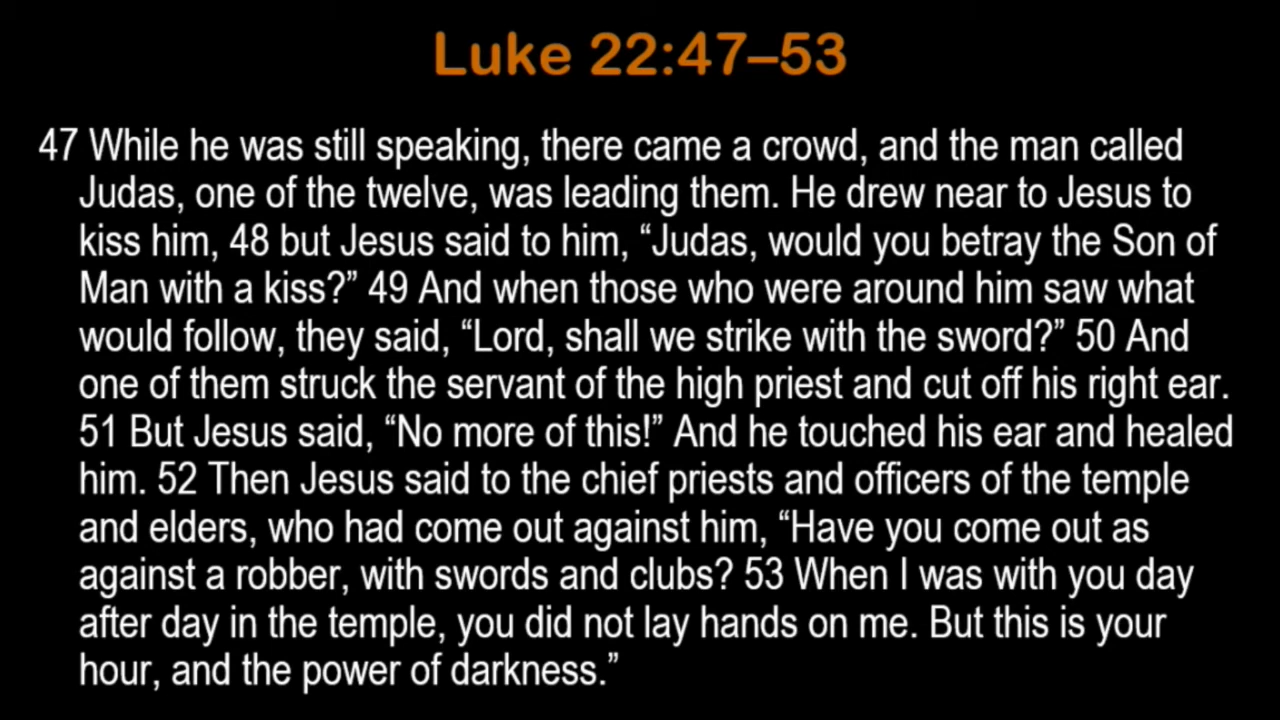 Luke 22:47–53
47 While he was still speaking, there came a crowd, and the man called
Judas, one of the twelve, was leading them. He drew near to Jesus to
kiss him, 48 but Jesus said to him, “Judas, would you betray the Son of
Man with a kiss?” 49 And when those who were around him saw what
would follow, they said, “Lord, shall we strike with the sword?” 50 And
one of them struck the servant of the high priest and cut off his right ear.
51 But Jesus said, “No more of this!” And he touched his ear and healed
him. 52 Then Jesus said to the chief priests and officers of the temple
and elders, who had come out against him, “Have you come out as
against a robber, with swords and clubs? 53 When I was with you day
after day in the temple, you did not lay hands on me. But this is your
hour, and the power of darkness.”